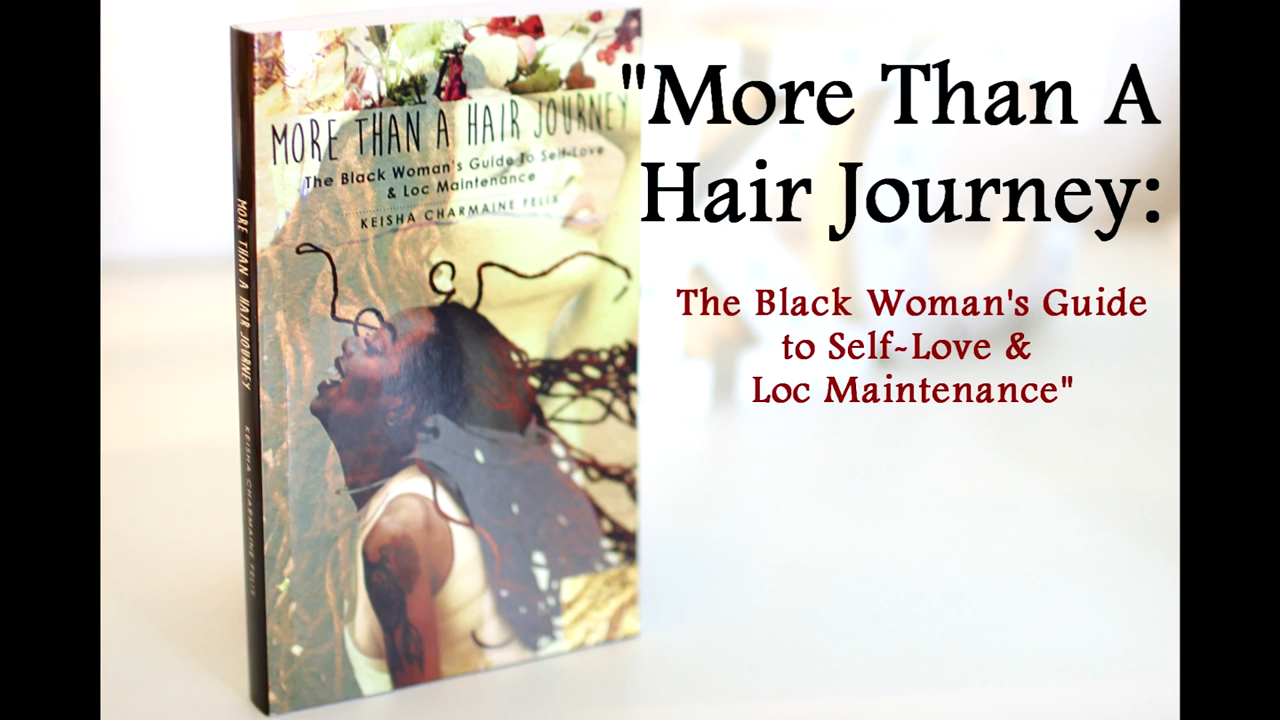 MORE THAN A HAIR JOURNEY
The Black Woman's Guide To Self-Love
& Loc Maintenance
KEISHA CHARMAINE FELIX
MORE THAN A HAIR JOURNEY
KEISHA CHARMAINE FELIX
"More Than A
Hair Journey:
The Black Woman's Guide
to Self-Love &
Loc Maintenance"